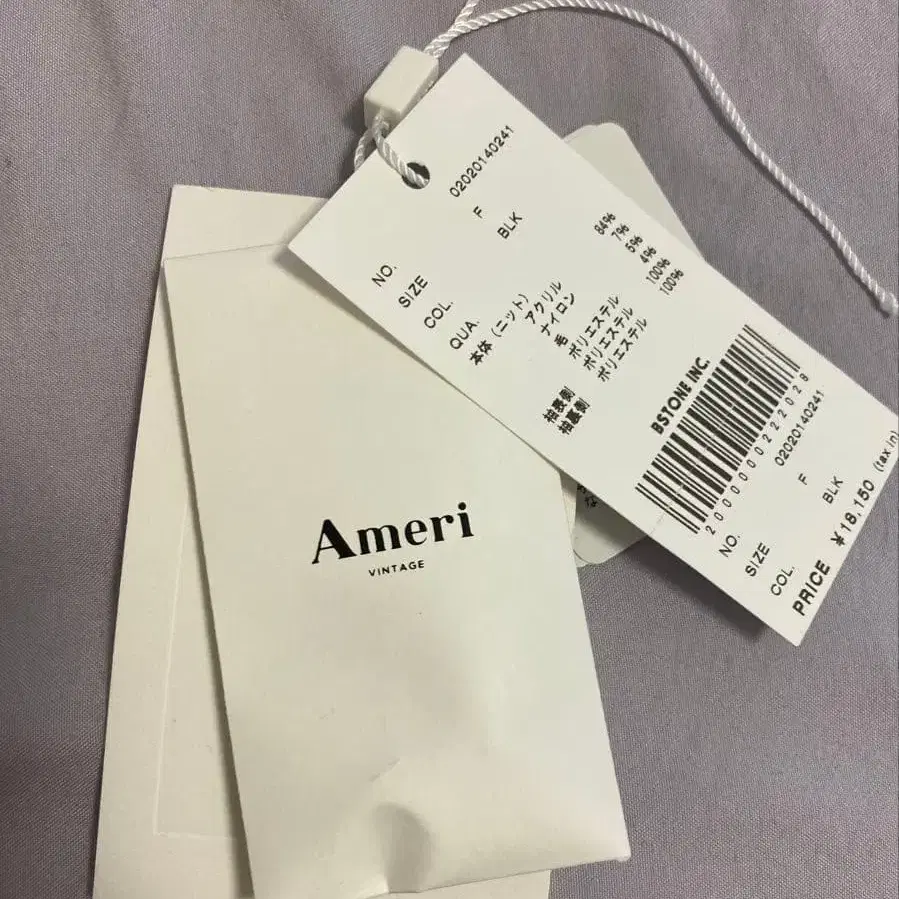 Ameri
VINTAGE
NO. 02020140241
SIZE F
COL. BLK
QUA.
本体(ニット) アクリル 84%
ナイロン 7%
毛 5%
ポリエステル 4%
ポリエステル 100%
ポリエステル 100%
BSTONE INC.
2000000222028
NO. 02020140241
SIZE F
COL. BLK
PRICE ¥18,150 (tax in)